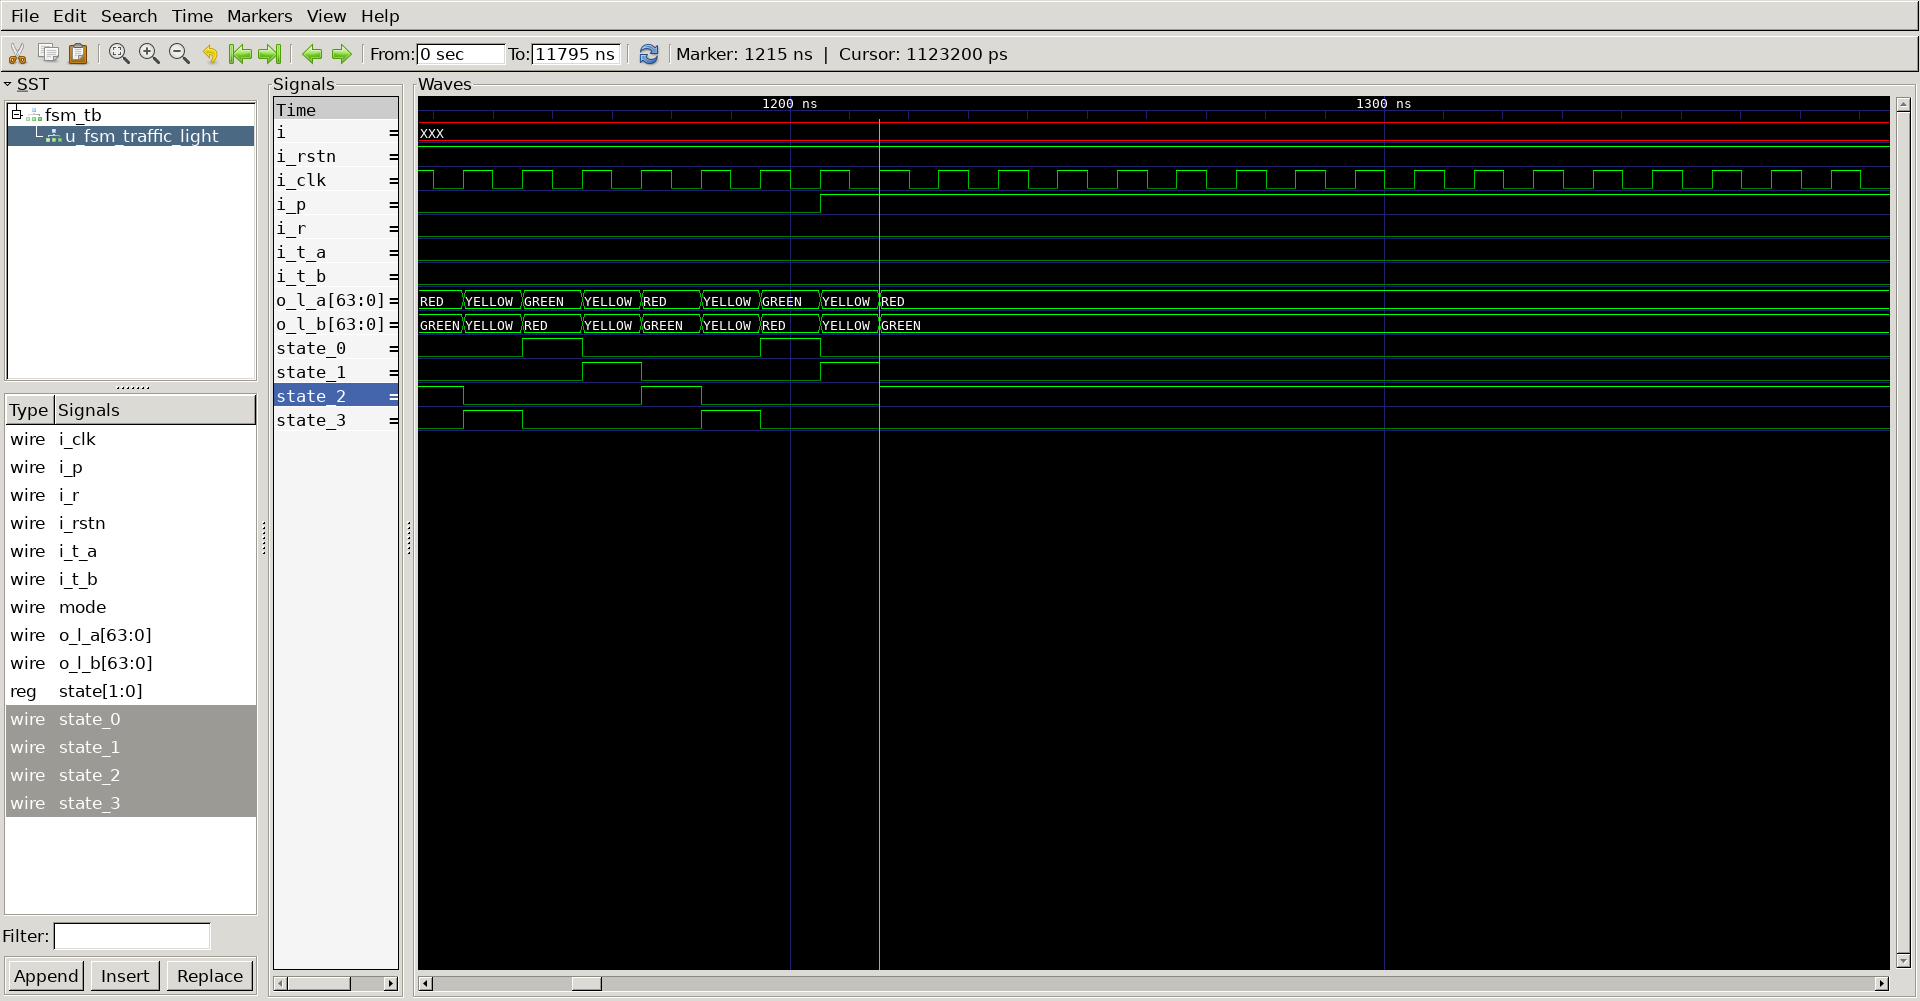 File Edit Search Time Markers View Help
From: 0 sec To: 11795 ns Marker: 1215 ns | Cursor: 1123200 ps
SST
fsm_tb
u_fsm_traffic_light
Type Signals
wire i_clk
wire i_p
wire i_r
wire i_rstn
wire i_t_a
wire i_t_b
wire mode
wire o_l_a[63:0]
wire o_l_b[63:0]
reg state[1:0]
wire state_0
wire state_1
wire state_2
wire state_3
Filter:
Append Insert Replace
Signals
Time
i =
i_rstn =
i_clk =
i_p =
i_r =
i_t_a =
i_t_b =
o_l_a[63:0] =
o_l_b[63:0] =
state_0 =
state_1 =
state_2 =
state_3 =
Waves
1200 ns 1300 ns
XXX
RED YELLOW GREEN YELLOW RED YELLOW GREEN YELLOW RED
GREEN YELLOW RED YELLOW GREEN YELLOW RED YELLOW GREEN